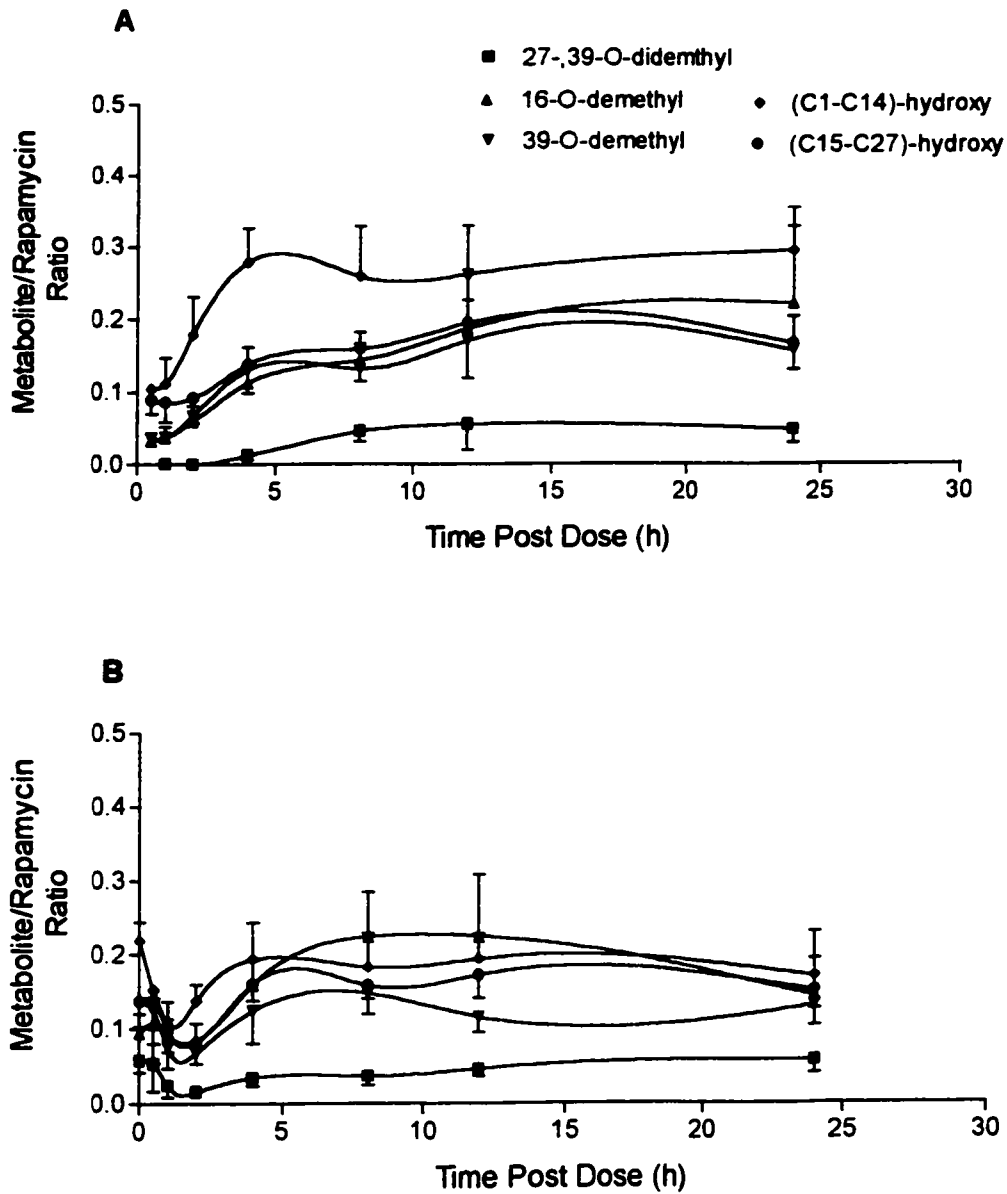 A
27-,39-O-didemthyl
16-O-demethyl
39-O-demethyl
(C1-C14)-hydroxy
(C15-C27)-hydroxy
0.5
0.4
0.3
0.2
0.1
0.0
Metabolite/Rapamycin
Ratio
0 5 10 15 20 25 30
Time Post Dose (h)
B
0.5
0.4
0.3
0.2
0.1
0.0
Metabolite/Rapamycin
Ratio
0 5 10 15 20 25 30
Time Post Dose (h)